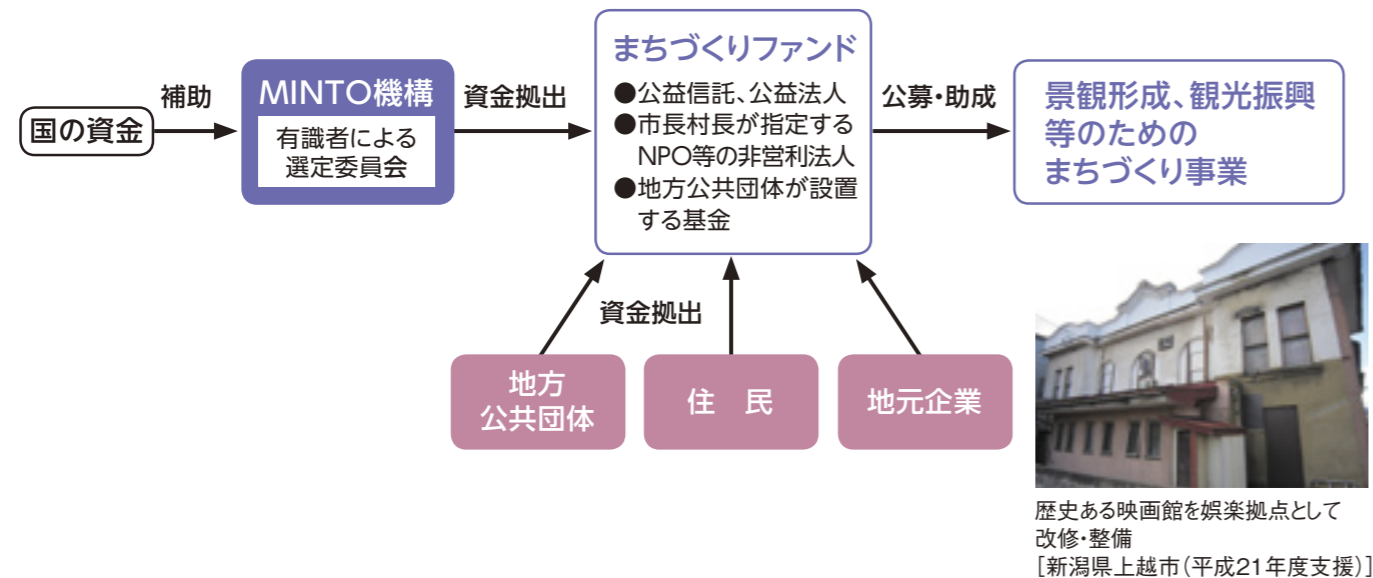 国の資金
補助
MINTO機構
有識者による
選定委員会
資金拠出
まちづくりファンド
●公益信託、公益法人
●市長村長が指定する
NPO等の非営利法人
●地方公共団体が設置
する基金
公募・助成
景観形成、観光振興
等のための
まちづくり事業
資金拠出
地方
公共団体
住　民
地元企業
歴史ある映画館を娯楽拠点として
改修・整備
[新潟県上越市(平成21年度支援)]